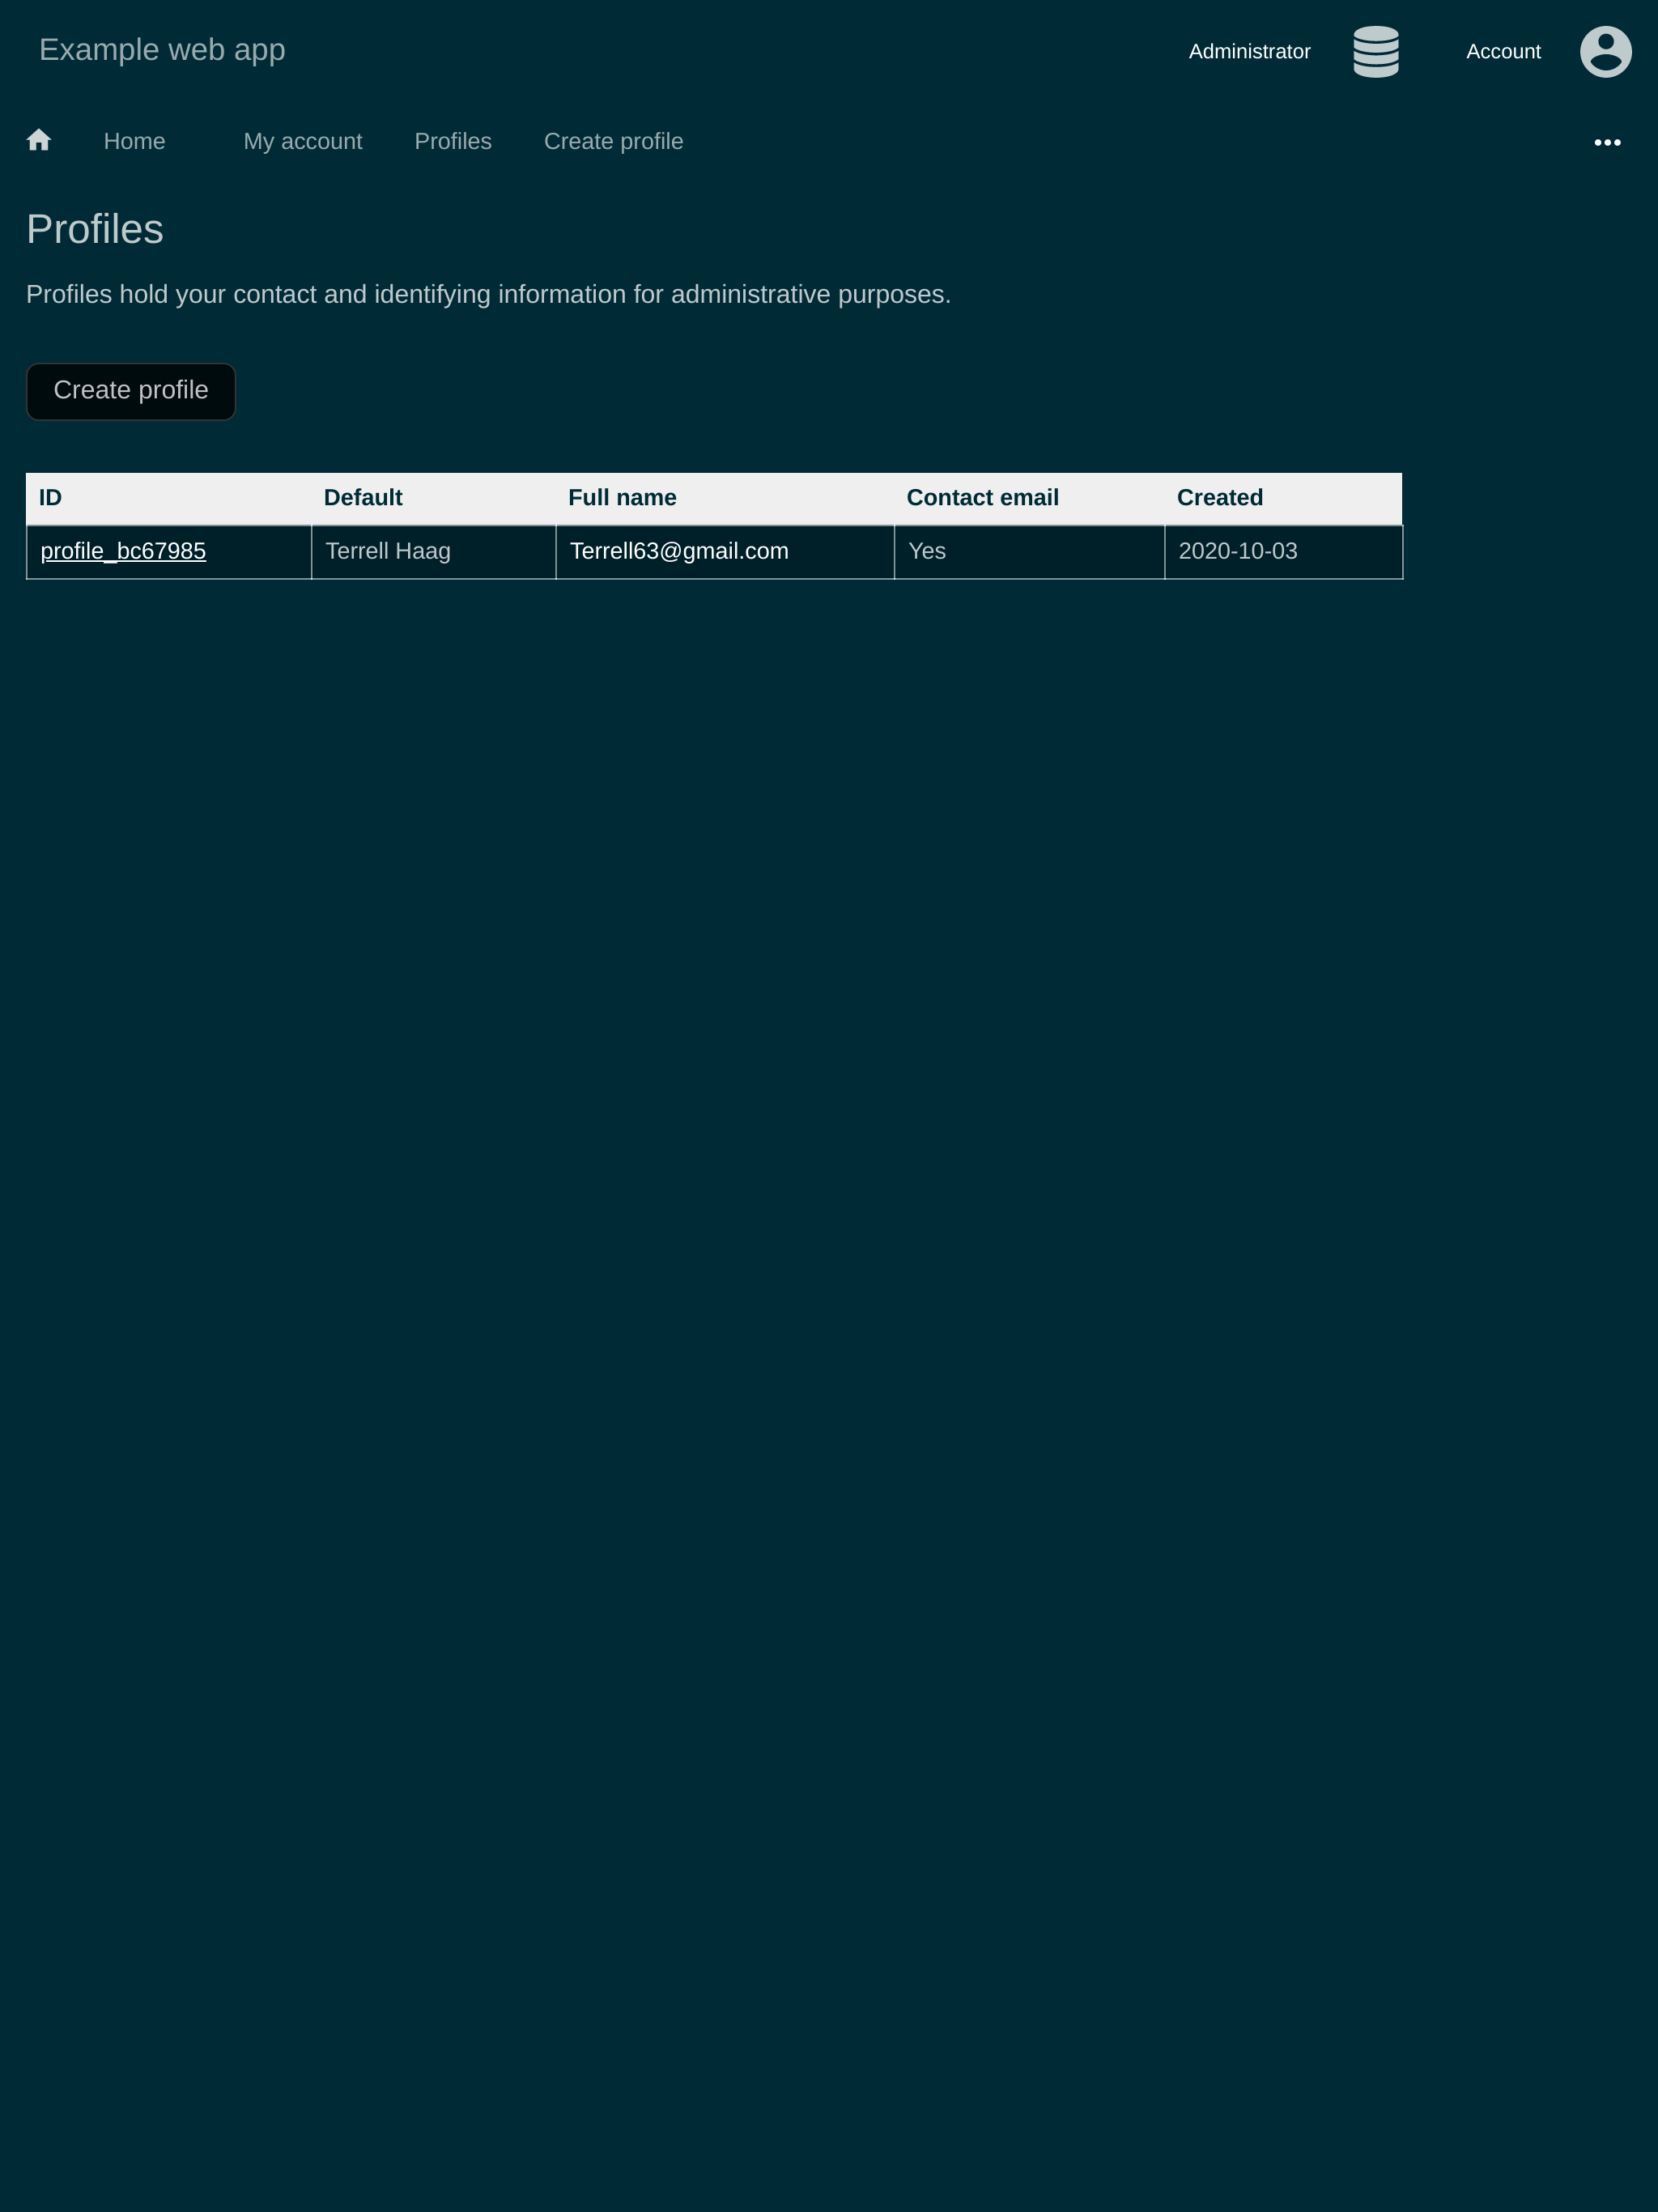 Example web app
Administrator
Account
Home
My account
Profiles
Create profile
Profiles
Profiles hold your contact and identifying information for administrative purposes.
Create profile
ID Default Full name Contact email Created
profile_bc67985 Terrell Haag Terrell63@gmail.com Yes 2020-10-03